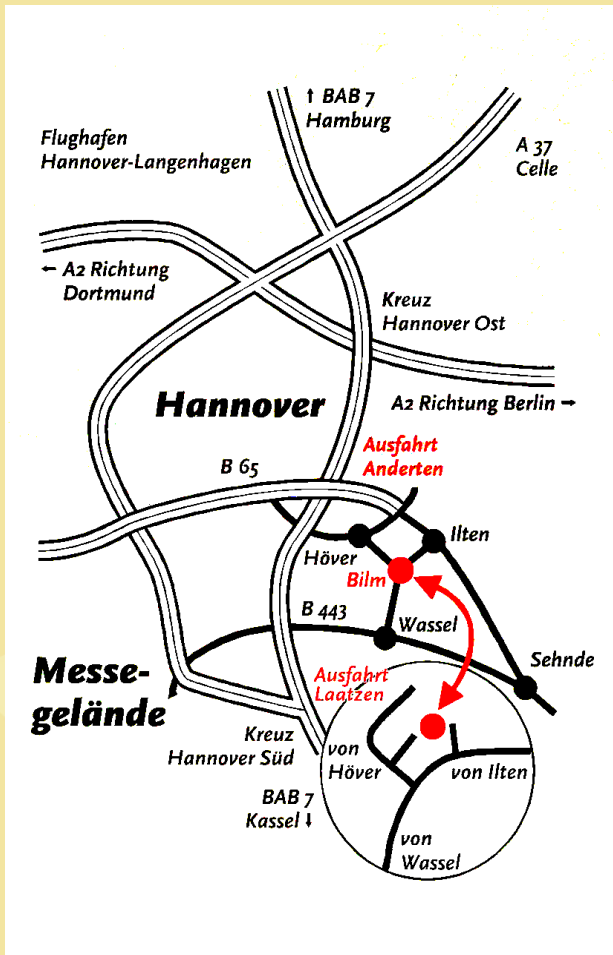 ↑ BAB 7
Hamburg
Flughafen
Hannover-Langenhagen
A 37
Celle
← A2 Richtung
Dortmund
Kreuz
Hannover Ost
Hannover
A2 Richtung Berlin →
Ausfahrt
Anderten
B 65
Ilten
Höver
Bilm
B 443
Wassel
Sehnde
Messe-
gelände
Ausfahrt
Laatzen
Kreuz
Hannover Süd
von
Höver
von Ilten
BAB 7
Kassel ↓
von
Wassel